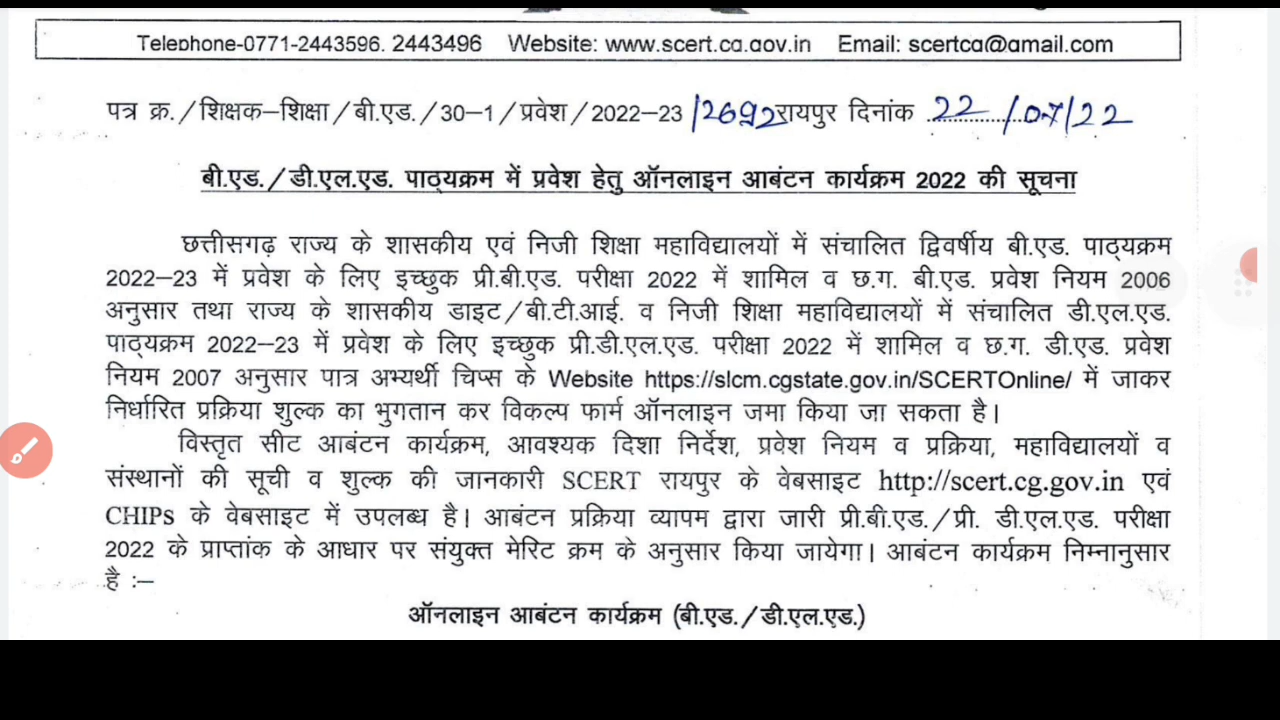 Telephone-0771-2443596. 2443496 Website: www.scert.cg.gov.in Email: scertcg@gmail.com
पत्र क्र./शिक्षक–शिक्षा/बी.एड./30–1/प्रवेश/2022–23/2692 रायपुर दिनांक ..22../07/22
बी.एड./डी.एल.एड. पाठ्यक्रम में प्रवेश हेतु ऑनलाइन आबंटन कार्यक्रम 2022 की सूचना
छत्तीसगढ़ राज्य के शासकीय एवं निजी शिक्षा महाविद्यालयों में संचालित द्विवर्षीय बी.एड. पाठ्यक्रम
2022–23 में प्रवेश के लिए इच्छुक प्री.बी.एड. परीक्षा 2022 में शामिल व छ.ग. बी.एड. प्रवेश नियम 2006
अनुसार तथा राज्य के शासकीय डाइट/बी.टी.आई. व निजी शिक्षा महाविद्यालयों में संचालित डी.एल.एड.
पाठ्यक्रम 2022–23 में प्रवेश के लिए इच्छुक प्री.डी.एल.एड. परीक्षा 2022 में शामिल व छ.ग. डी.एड. प्रवेश
नियम 2007 अनुसार पात्र अभ्यर्थी चिप्स के Website https://slcm.cgstate.gov.in/SCERTOnline/ में जाकर
निर्धारित प्रक्रिया शुल्क का भुगतान कर विकल्प फार्म ऑनलाइन जमा किया जा सकता है।
विस्तृत सीट आबंटन कार्यक्रम, आवश्यक दिशा निर्देश, प्रवेश नियम व प्रक्रिया, महाविद्यालयों व
संस्थानों की सूची व शुल्क की जानकारी SCERT रायपुर के वेबसाइट http://scert.cg.gov.in एवं
CHIPs के वेबसाइट में उपलब्ध है। आबंटन प्रक्रिया व्यापम द्वारा जारी प्री.बी.एड./प्री. डी.एल.एड. परीक्षा
2022 के प्राप्तांक के आधार पर संयुक्त मेरिट क्रम के अनुसार किया जायेगा। आबंटन कार्यक्रम निम्नानुसार
है :–
ऑनलाइन आबंटन कार्यक्रम (बी.एड./डी.एल.एड.)